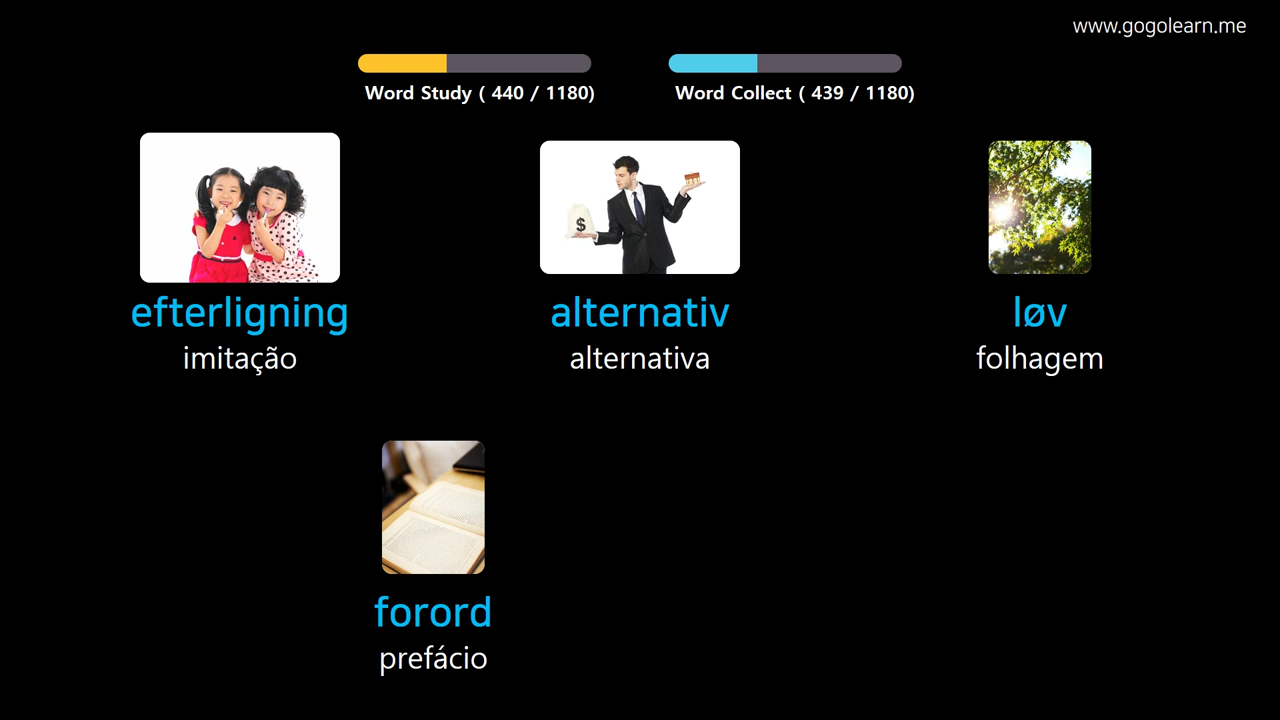 www.gogolearn.me
Word Study ( 440 / 1180)
Word Collect ( 439 / 1180)
$
efterligning
imitação
alternativ
alternativa
løv
folhagem
forord
prefácio